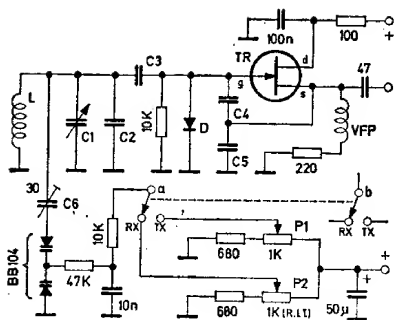 100n
100
+
TR
d
C3
g
s
47
L
C1
C2
10K
D
C4
C5
VFP
220
30
C6
a
b
RX TX
RX TX
10K
P1
680
1K
BB104
47K
10n
P2
680
1K (R.I.T)
50µ
+